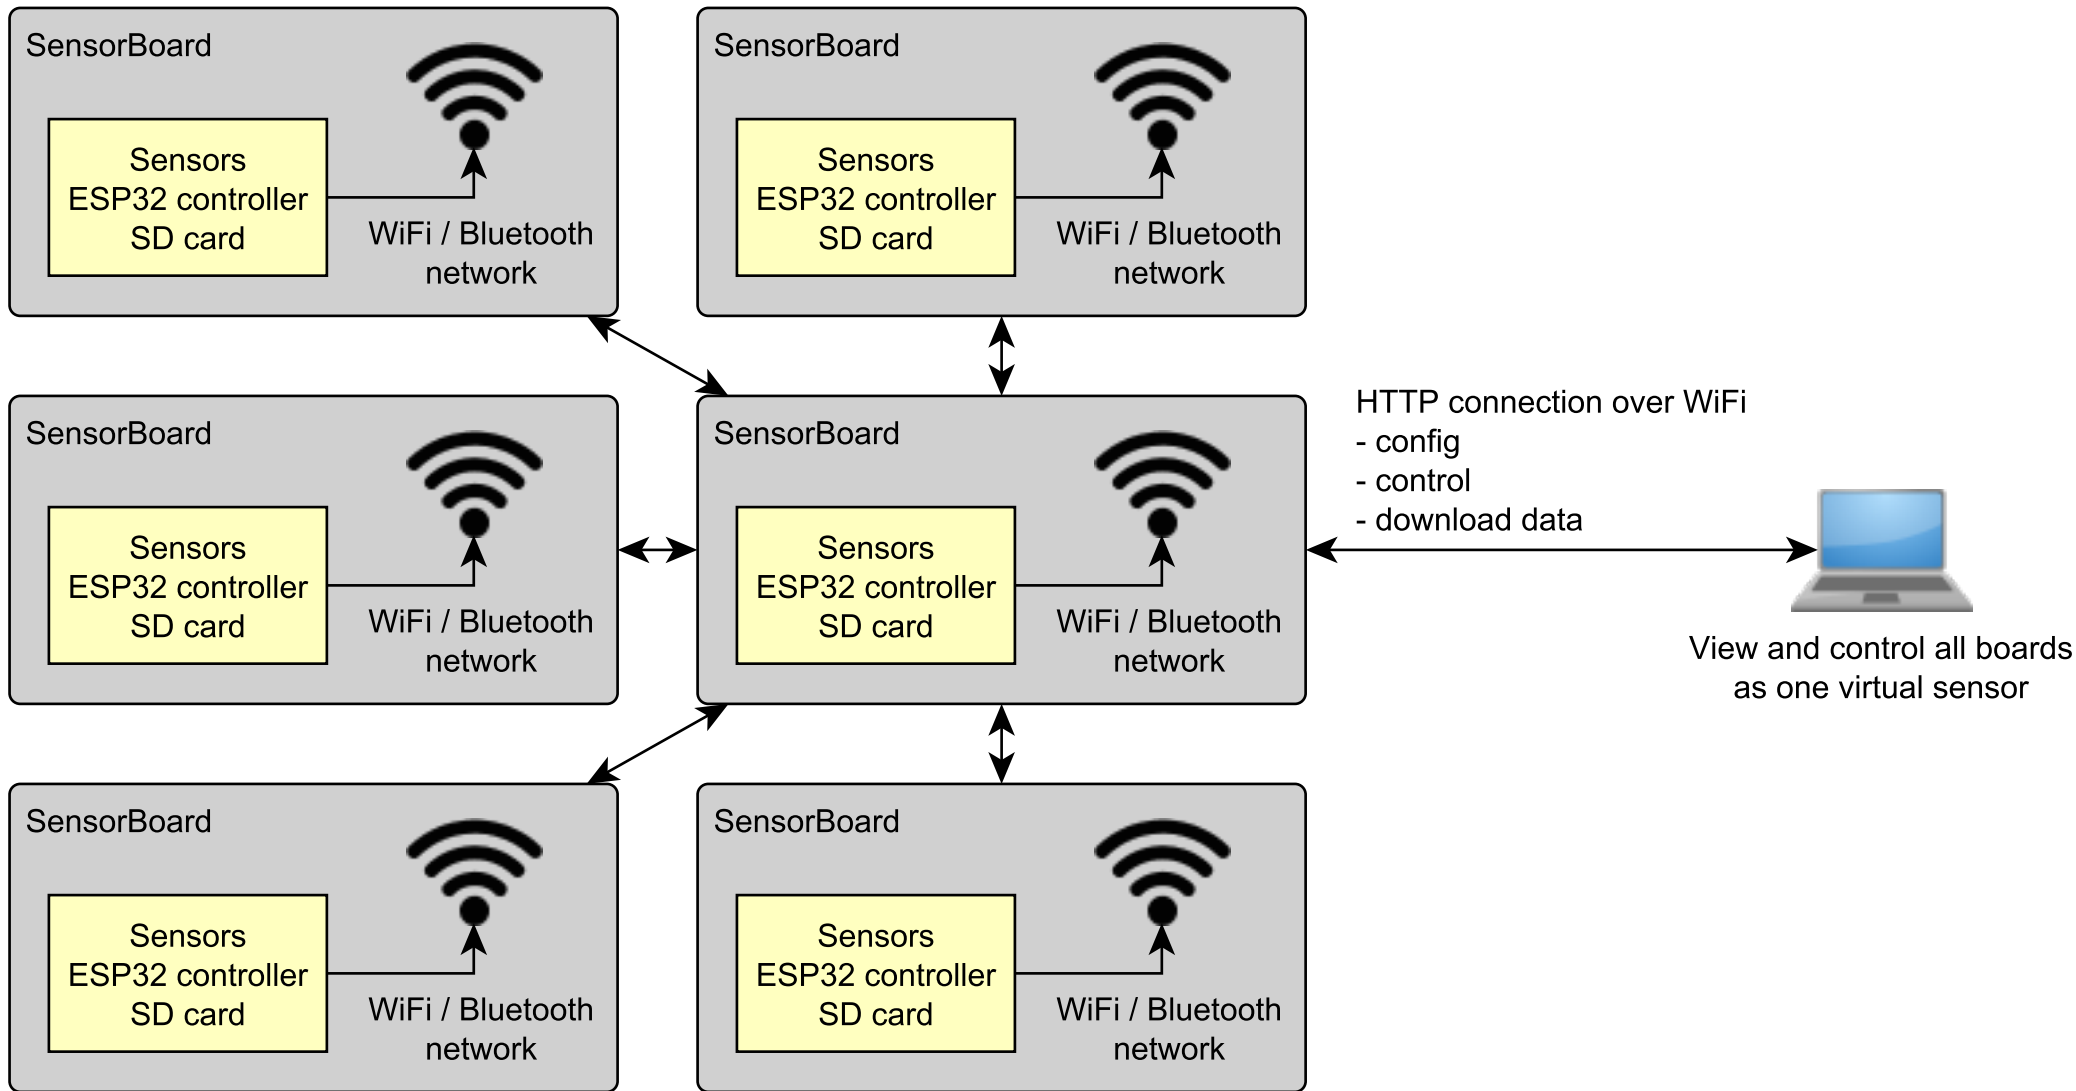 SensorBoard
Sensors
ESP32 controller
SD card
WiFi / Bluetooth
network
SensorBoard
Sensors
ESP32 controller
SD card
WiFi / Bluetooth
network
SensorBoard
Sensors
ESP32 controller
SD card
WiFi / Bluetooth
network
SensorBoard
Sensors
ESP32 controller
SD card
WiFi / Bluetooth
network
HTTP connection over WiFi
- config
- control
- download data
View and control all boards
as one virtual sensor
SensorBoard
Sensors
ESP32 controller
SD card
WiFi / Bluetooth
network
SensorBoard
Sensors
ESP32 controller
SD card
WiFi / Bluetooth
network